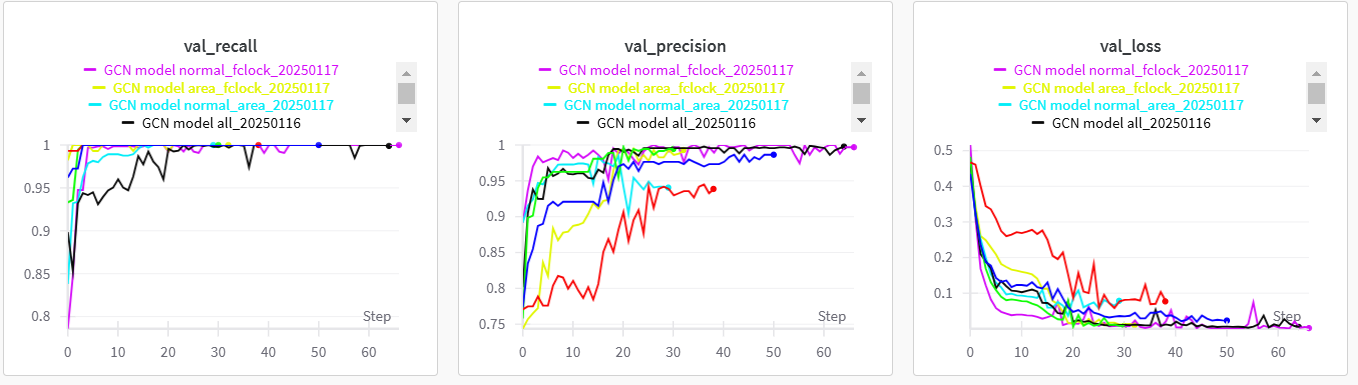 val_recall
GCN model normal_fclock_20250117
GCN model area_fclock_20250117
GCN model normal_area_20250117
GCN model all_20250116
1
0.95
0.9
0.85
0.8
Step
0 10 20 30 40 50 60
val_precision
GCN model normal_fclock_20250117
GCN model area_fclock_20250117
GCN model normal_area_20250117
GCN model all_20250116
1
0.95
0.9
0.85
0.8
0.75
Step
0 10 20 30 40 50 60
val_loss
GCN model normal_fclock_20250117
GCN model area_fclock_20250117
GCN model normal_area_20250117
GCN model all_20250116
0.5
0.4
0.3
0.2
0.1
Step
0 10 20 30 40 50 60